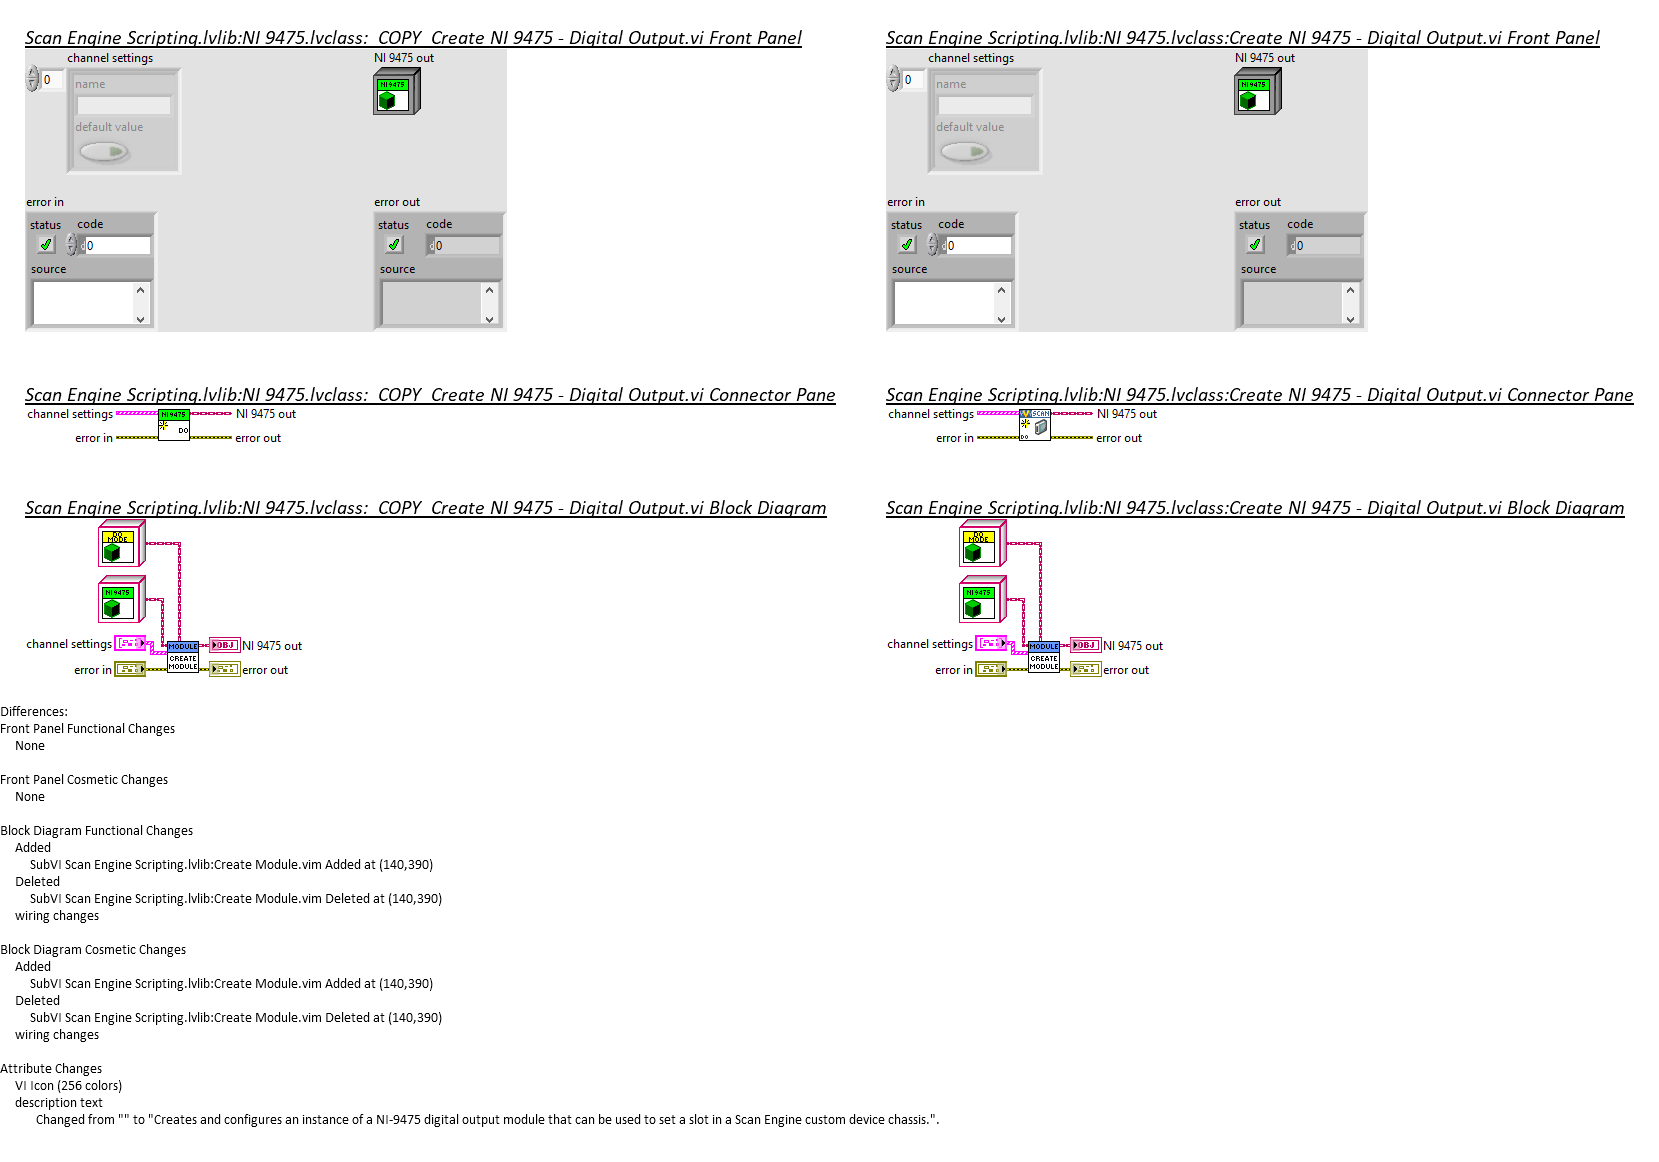 Scan Engine Scripting.lvlib:NI 9475.lvclass:_COPY_Create NI 9475 - Digital Output.vi Front Panel
channel settings
NI 9475 out
0
name
NI 9475
default value
error in
error out
status code
status code
0
0
source
source
Scan Engine Scripting.lvlib:NI 9475.lvclass:Create NI 9475 - Digital Output.vi Front Panel
channel settings
NI 9475 out
0
name
NI 9475
default value
error in
error out
status code
status code
0
0
source
source
Scan Engine Scripting.lvlib:NI 9475.lvclass:_COPY_Create NI 9475 - Digital Output.vi Connector Pane
channel settings
NI 9475
NI 9475 out
DO
error in
error out
Scan Engine Scripting.lvlib:NI 9475.lvclass:Create NI 9475 - Digital Output.vi Connector Pane
channel settings
SCAN
NI 9475 out
DO
error in
error out
Scan Engine Scripting.lvlib:NI 9475.lvclass:_COPY_Create NI 9475 - Digital Output.vi Block Diagram
DO
MODE
NI 9475
channel settings
MODULE
OBJ
NI 9475 out
CREATE
MODULE
error in
error out
Scan Engine Scripting.lvlib:NI 9475.lvclass:Create NI 9475 - Digital Output.vi Block Diagram
DO
MODE
NI 9475
channel settings
MODULE
OBJ
NI 9475 out
CREATE
MODULE
error in
error out
Differences:
Front Panel Functional Changes
None
Front Panel Cosmetic Changes
None
Block Diagram Functional Changes
Added
SubVI Scan Engine Scripting.lvlib:Create Module.vim Added at (140,390)
Deleted
SubVI Scan Engine Scripting.lvlib:Create Module.vim Deleted at (140,390)
wiring changes
Block Diagram Cosmetic Changes
Added
SubVI Scan Engine Scripting.lvlib:Create Module.vim Added at (140,390)
Deleted
SubVI Scan Engine Scripting.lvlib:Create Module.vim Deleted at (140,390)
wiring changes
Attribute Changes
VI Icon (256 colors)
description text
Changed from "" to "Creates and configures an instance of a NI-9475 digital output module that can be used to set a slot in a Scan Engine custom device chassis.".